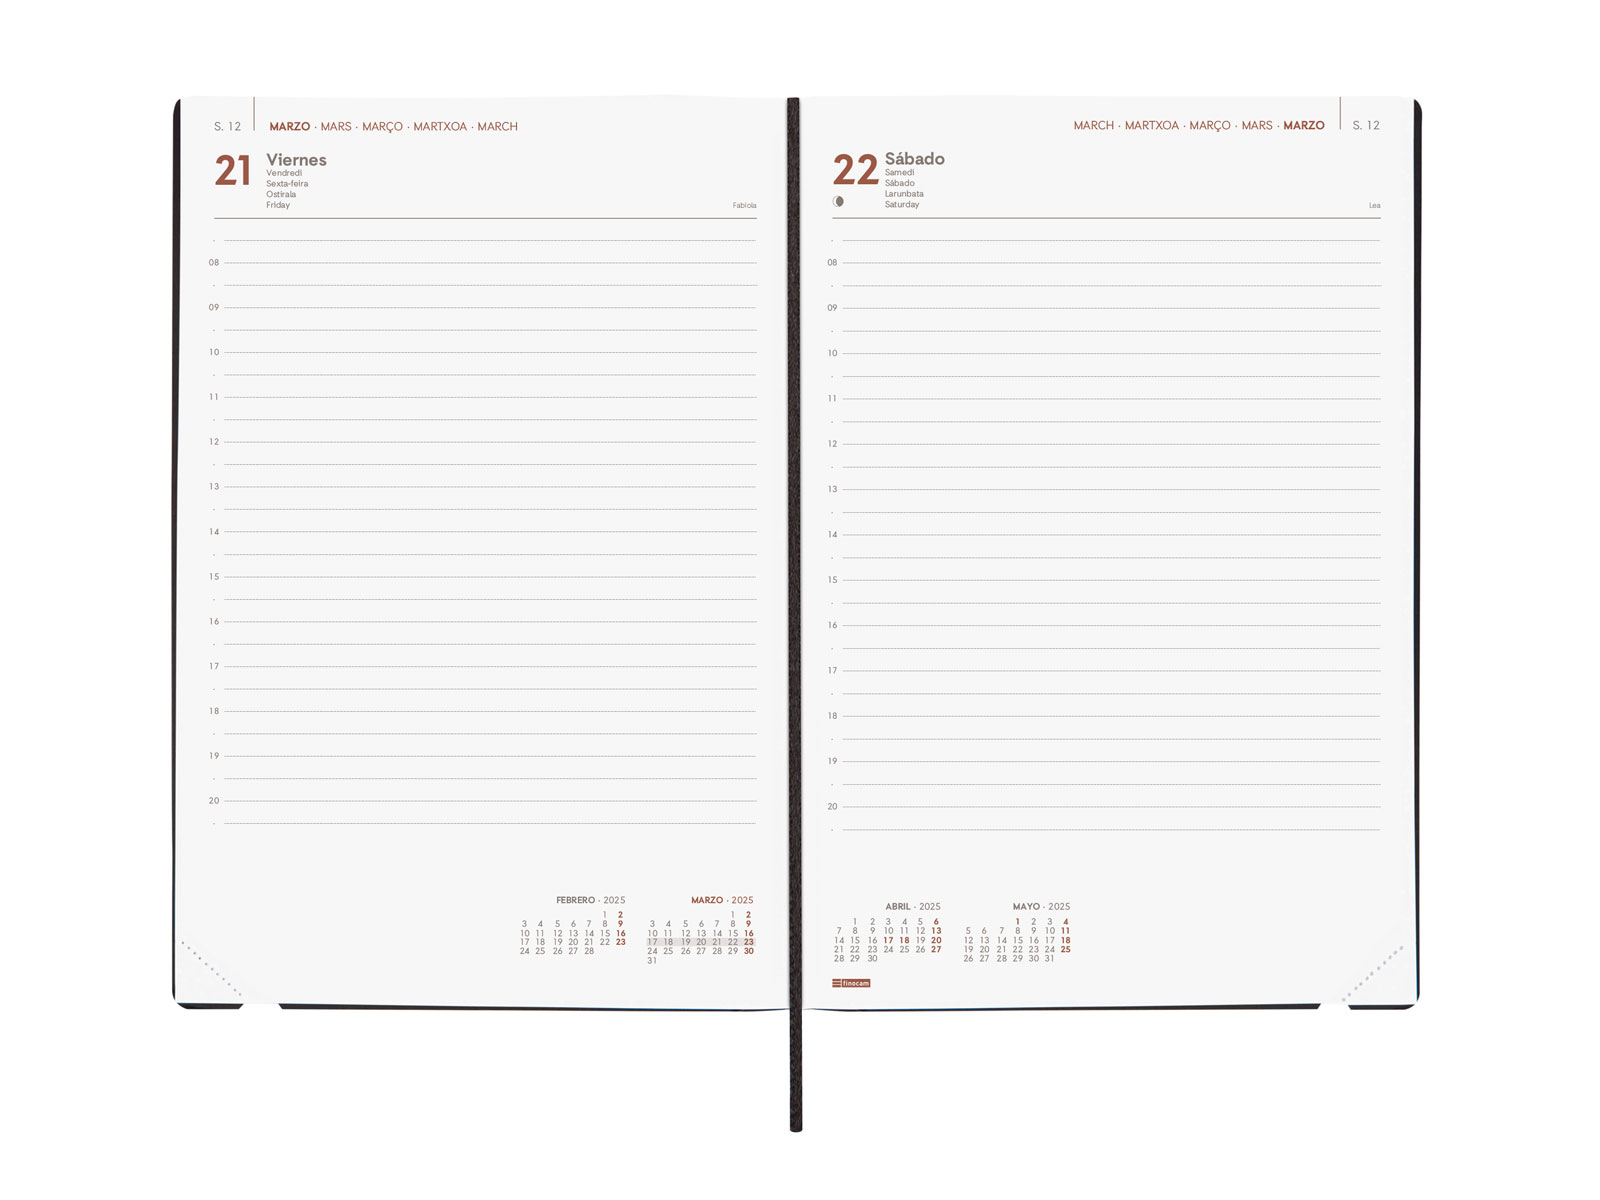 S. 12 MARZO · MARS · MARÇO · MARTXOA · MARCH
21 Viernes
Vendredi
Sexta-feira
Ostirala
Friday
Fabiola
08
09
10
11
12
13
14
15
16
17
18
19
20
FEBRERO · 2025
1 2
3 4 5 6 7 8 9
10 11 12 13 14 15 16
17 18 19 20 21 22 23
24 25 26 27 28
MARZO · 2025
1 2
3 4 5 6 7 8 9
10 11 12 13 14 15 16
17 18 19 20 21 22 23
24 25 26 27 28 29 30
31
MARCH · MARTXOA · MARÇO · MARS · MARZO S. 12
22 Sábado
Samedi
Sábado
Larunbata
Saturday
Lea
08
09
10
11
12
13
14
15
16
17
18
19
20
ABRIL · 2025
1 2 3 4 5 6
7 8 9 10 11 12 13
14 15 16 17 18 19 20
21 22 23 24 25 26 27
28 29 30
MAYO · 2025
1 2 3 4
5 6 7 8 9 10 11
12 13 14 15 16 17 18
19 20 21 22 23 24 25
26 27 28 29 30 31
finocam